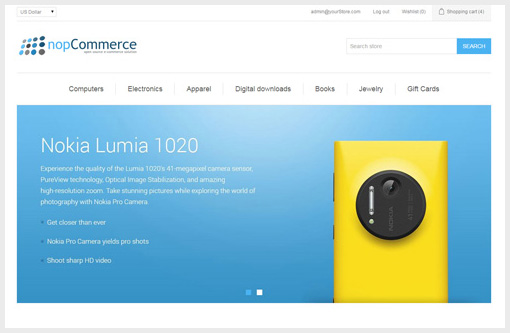 US Dollar
admin@yourStore.com Log out Wishlist (0) Shopping cart (4)
nopCommerce
open source e-commerce solution
Search store
SEARCH
Computers Electronics Apparel Digital downloads Books Jewelry Gift Cards
Nokia Lumia 1020
Experience the quality of the Lumia 1020's 41-megapixel camera sensor,
PureView technology, Optical Image Stabilization, and amazing
high-resolution zoom. Take stunning pictures while exploring the world of
photography with Nokia Pro Camera.
Get closer than ever
Nokia Pro Camera yields pro shots
Shoot sharp HD video
NOKIA